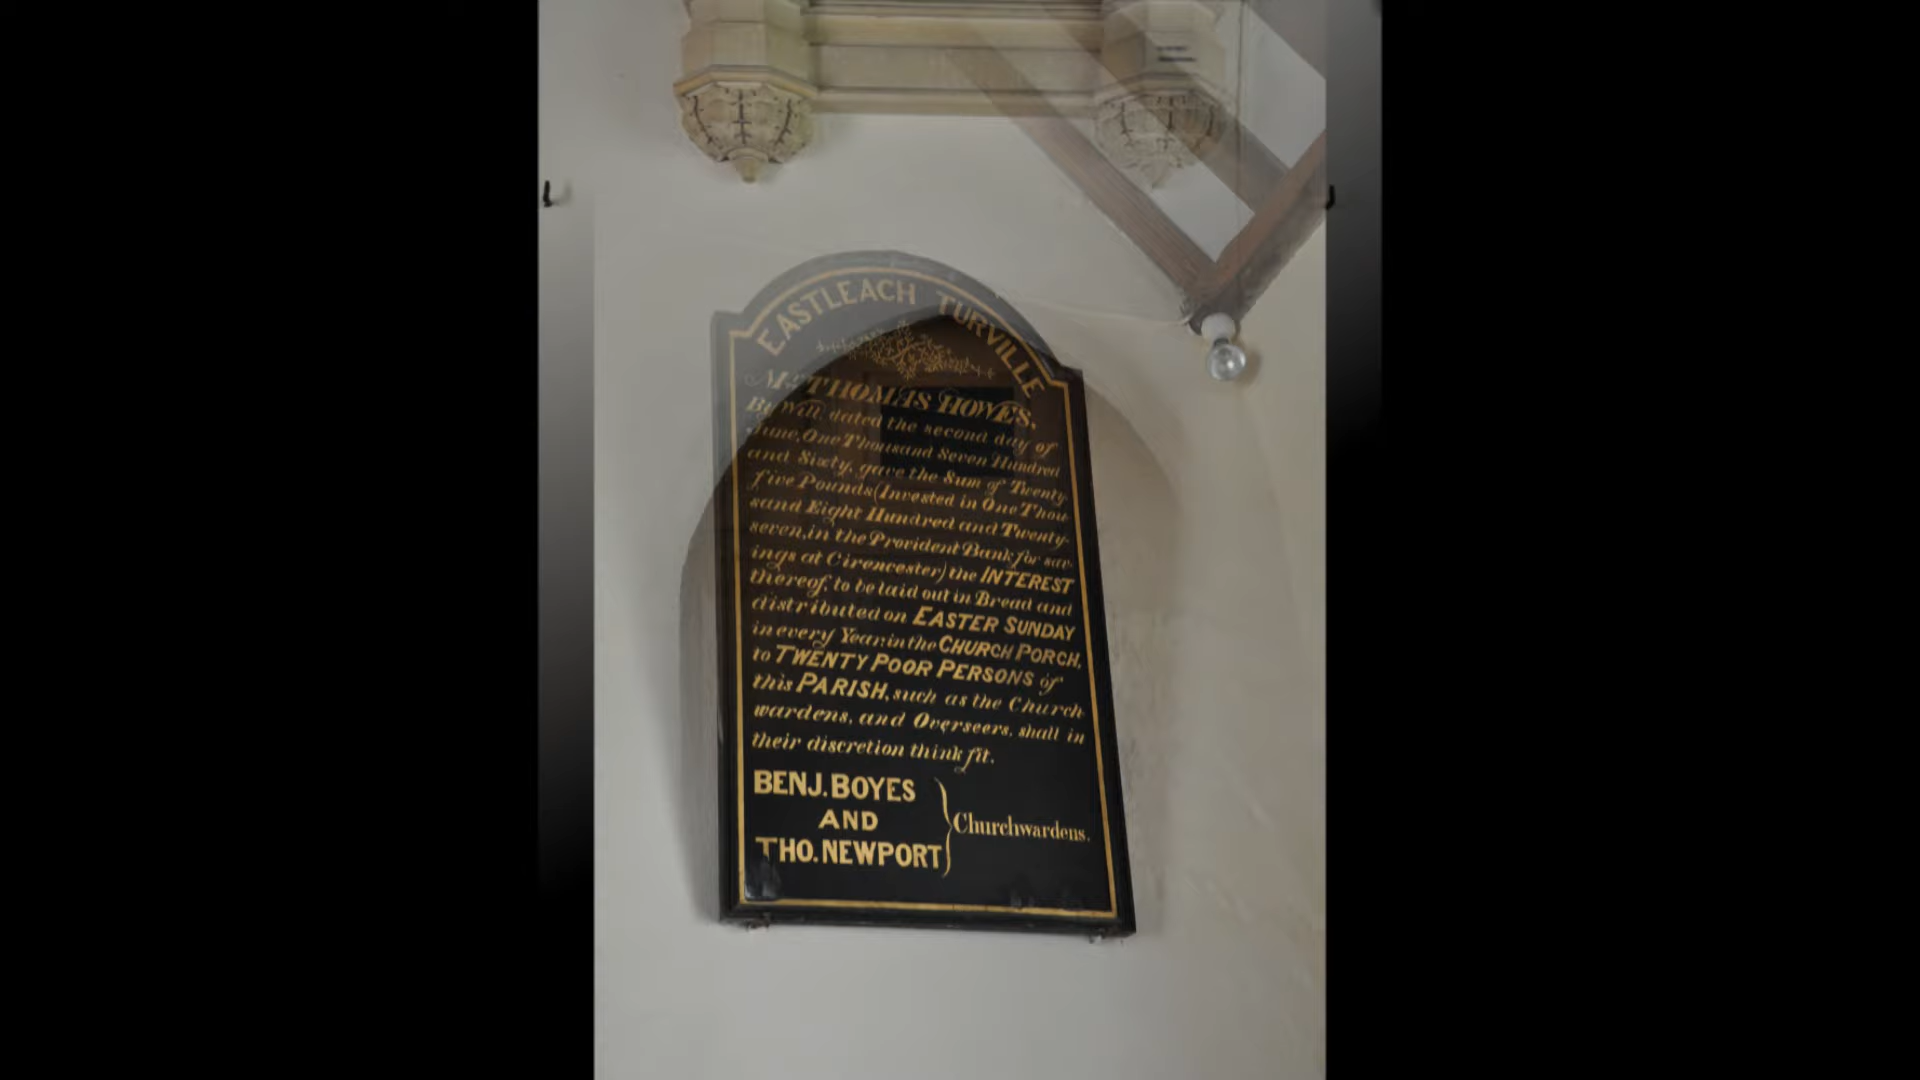 EASTLEACH TURVILLE
Mr. THOMAS HOWES,
By Will, dated the second day of
June, One Thousand Seven Hundred
and Sixty, gave the Sum of Twenty
five Pounds (Invested in One Thou-
sand Eight Hundred and Twenty-
seven, in the Provident Bank for sav-
ings at Cirencester) the INTEREST
thereof, to be laid out in Bread and
distributed on EASTER SUNDAY
in every Year, in the CHURCH PORCH,
to TWENTY POOR PERSONS of
this PARISH, such as the Church-
wardens, and Overseers, shall in
their discretion think fit.
BENJ. BOYES
AND
THO. NEWPORT
Churchwardens.